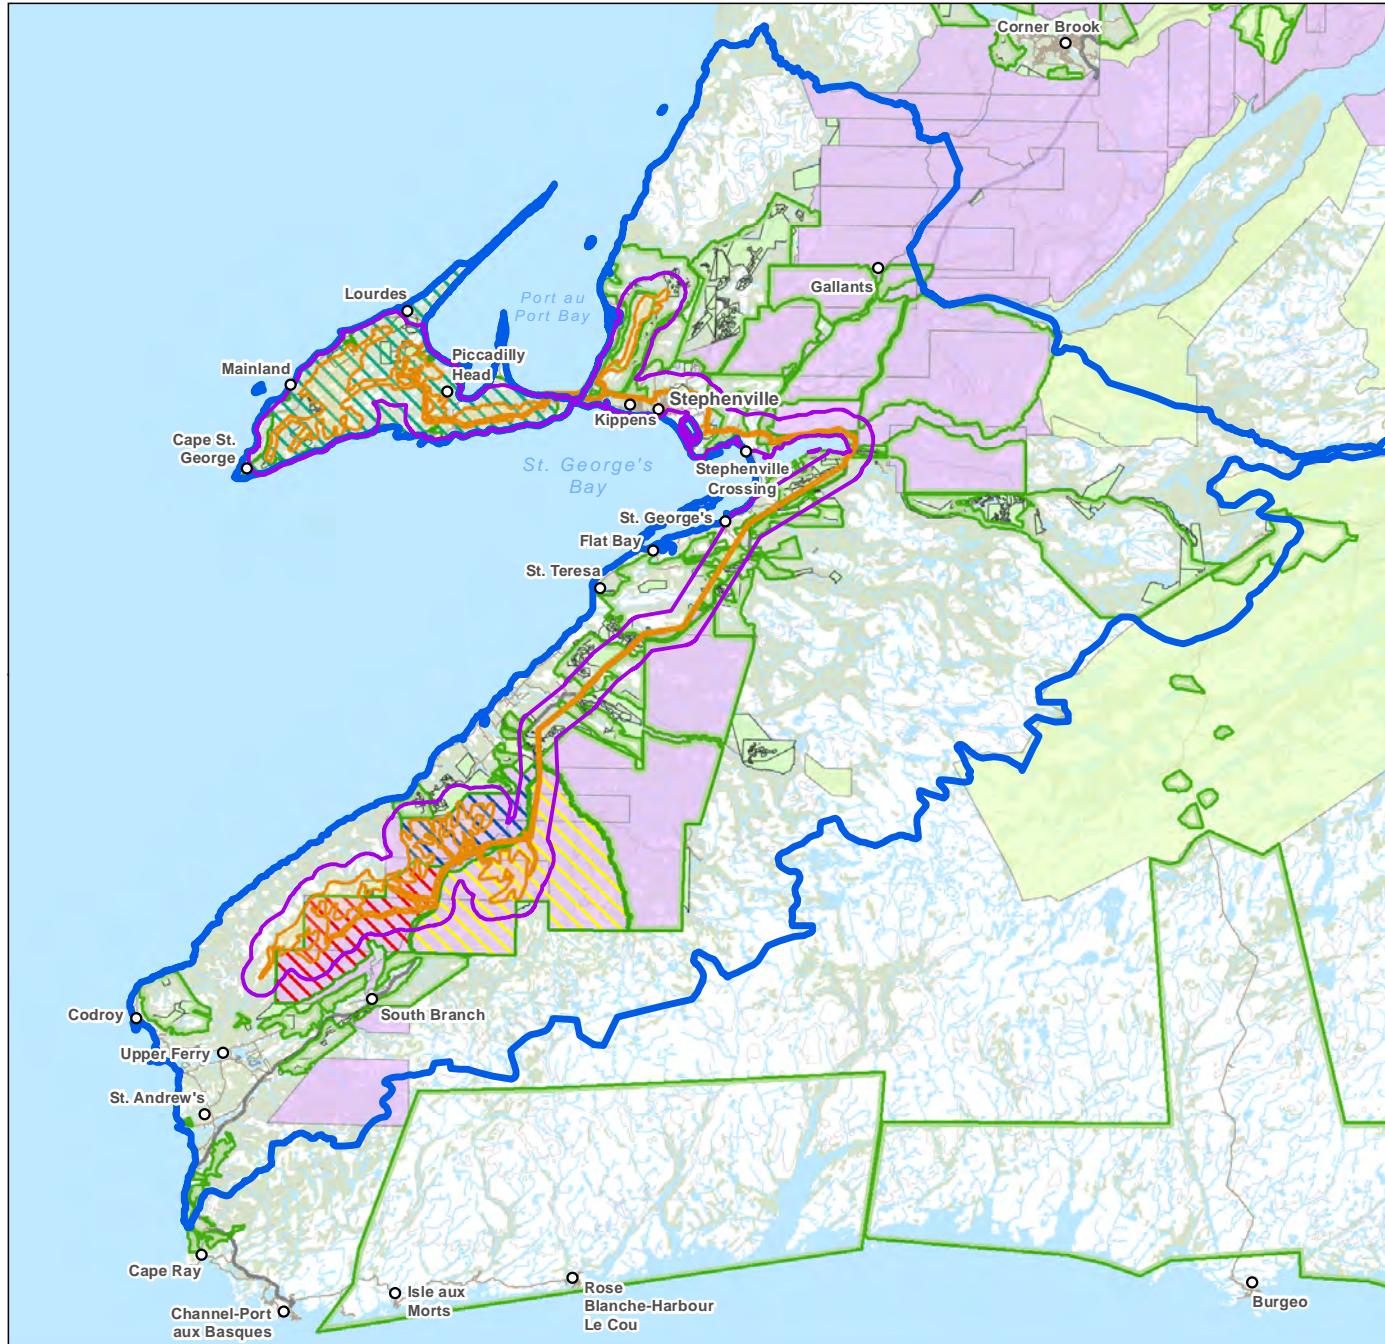 Corner Brook
Gallants
Port au
Port Bay
Lourdes
Piccadilly
Head
Mainland
Stephenville
Kippens
Cape St.
George
St. George's
Bay
Stephenville
Crossing
St. George's
Flat Bay
St. Teresa
South Branch
Codroy
Upper Ferry
St. Andrew's
Cape Ray
Channel-Port
aux Basques
Isle aux
Morts
Rose
Blanche-Harbour
Le Cou
Burgeo